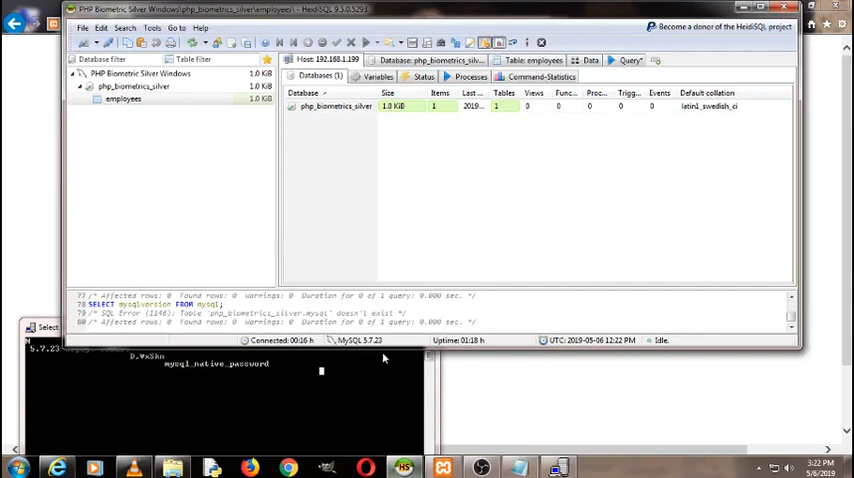 PHP Biometric Silver Windows\php_biometrics_silver\employees\ - HeidiSQL 9.5.0.5293
File Edit Search Tools Go to Help
Become a donor of the HeidiSQL project
Database filter Table filter
Host: 192.168.1.199 Database: php_biometrics_silv... Table: employees Data Query*
PHP Biometric Silver Windows 1.0 KiB
php_biometrics_silver 1.0 KiB
employees 1.0 KiB
Databases (1) Variables Status Processes Command-Statistics
Database Size Items Last ... Tables Views Func... Proc... Trigg... Events Default collation
php_biometrics_silver 1.0 KiB 1 2019... 1 0 0 0 0 0 latin1_swedish_ci
77 /* Affected rows: 0 Found rows: 0 Warnings: 0 Duration for 0 of 1 query: 0.000 sec. */
78 SELECT mysqlversion FROM mysql;
79 /* SQL Error (1146): Table 'php_biometrics_silver.mysql' doesn't exist */
80 /* Affected rows: 0 Found rows: 0 Warnings: 0 Duration for 0 of 1 query: 0.000 sec. */
Connected: 00:16 h MySQL 5.7.23 Uptime: 01:18 h UTC: 2019-05-06 12:22 PM Idle.
Select
N
5.7.23
mysql_native_password
3:22 PM
5/6/2019